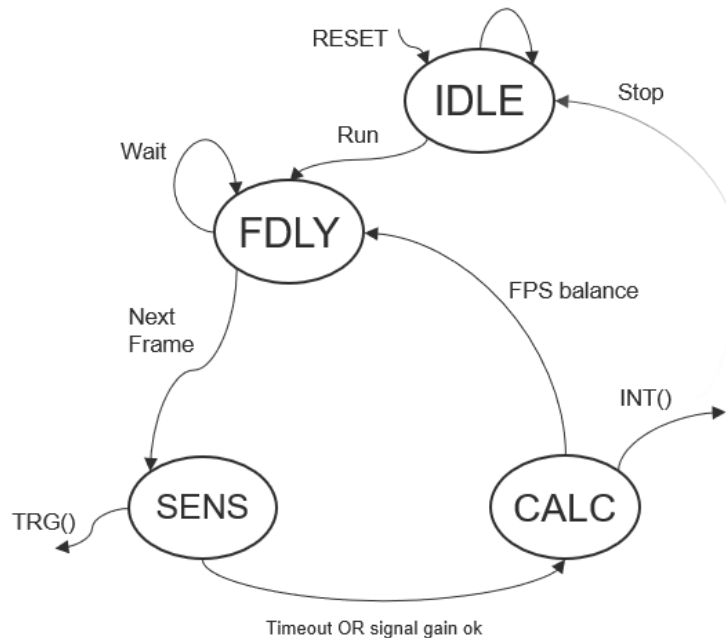 RESET
IDLE
Stop
Run
Wait
FDLY
FPS balance
Next
Frame
INT()
SENS
CALC
TRG()
Timeout OR signal gain ok